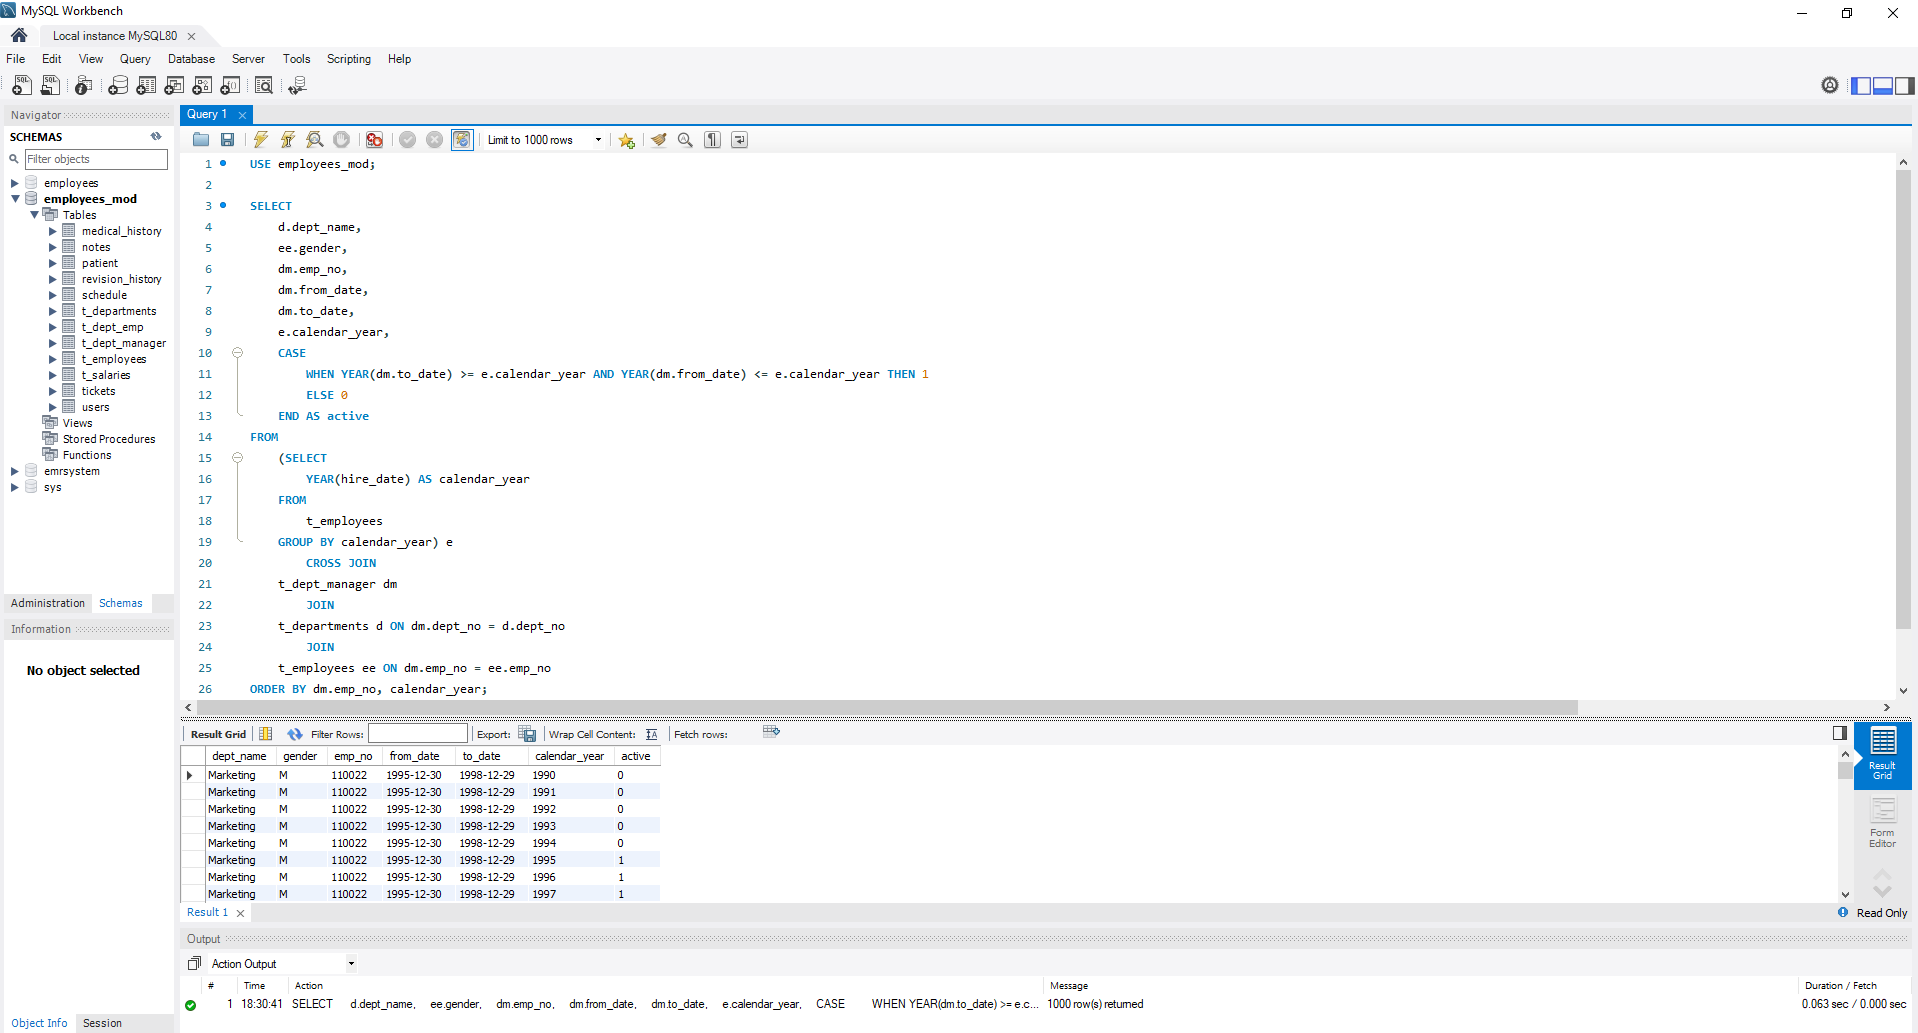 MySQL Workbench
Local instance MySQL80
File Edit View Query Database Server Tools Scripting Help
Navigator
SCHEMAS
Filter objects
employees
employees_mod
Tables
medical_history
notes
patient
revision_history
schedule
t_departments
t_dept_emp
t_dept_manager
t_employees
t_salaries
tickets
users
Views
Stored Procedures
Functions
emrsystem
sys
Administration Schemas
Information
No object selected
Object Info Session
Query 1
Limit to 1000 rows
1 USE employees_mod;
2
3 SELECT
4 d.dept_name,
5 ee.gender,
6 dm.emp_no,
7 dm.from_date,
8 dm.to_date,
9 e.calendar_year,
10 CASE
11 WHEN YEAR(dm.to_date) >= e.calendar_year AND YEAR(dm.from_date) <= e.calendar_year THEN 1
12 ELSE 0
13 END AS active
14 FROM
15 (SELECT
16 YEAR(hire_date) AS calendar_year
17 FROM
18 t_employees
19 GROUP BY calendar_year) e
20 CROSS JOIN
21 t_dept_manager dm
22 JOIN
23 t_departments d ON dm.dept_no = d.dept_no
24 JOIN
25 t_employees ee ON dm.emp_no = ee.emp_no
26 ORDER BY dm.emp_no, calendar_year;
Result Grid Filter Rows: Export: Wrap Cell Content: Fetch rows:
dept_name gender emp_no from_date to_date calendar_year active
Marketing M 110022 1995-12-30 1998-12-29 1990 0
Marketing M 110022 1995-12-30 1998-12-29 1991 0
Marketing M 110022 1995-12-30 1998-12-29 1992 0
Marketing M 110022 1995-12-30 1998-12-29 1993 0
Marketing M 110022 1995-12-30 1998-12-29 1994 0
Marketing M 110022 1995-12-30 1998-12-29 1995 1
Marketing M 110022 1995-12-30 1998-12-29 1996 1
Marketing M 110022 1995-12-30 1998-12-29 1997 1
Result Grid
Form Editor
Result 1
Read Only
Output
Action Output
# Time Action Message Duration / Fetch
1 18:30:41 SELECT d.dept_name, ee.gender, dm.emp_no, dm.from_date, dm.to_date, e.calendar_year, CASE WHEN YEAR(dm.to_date) >= e.c... 1000 row(s) returned 0.063 sec / 0.000 sec